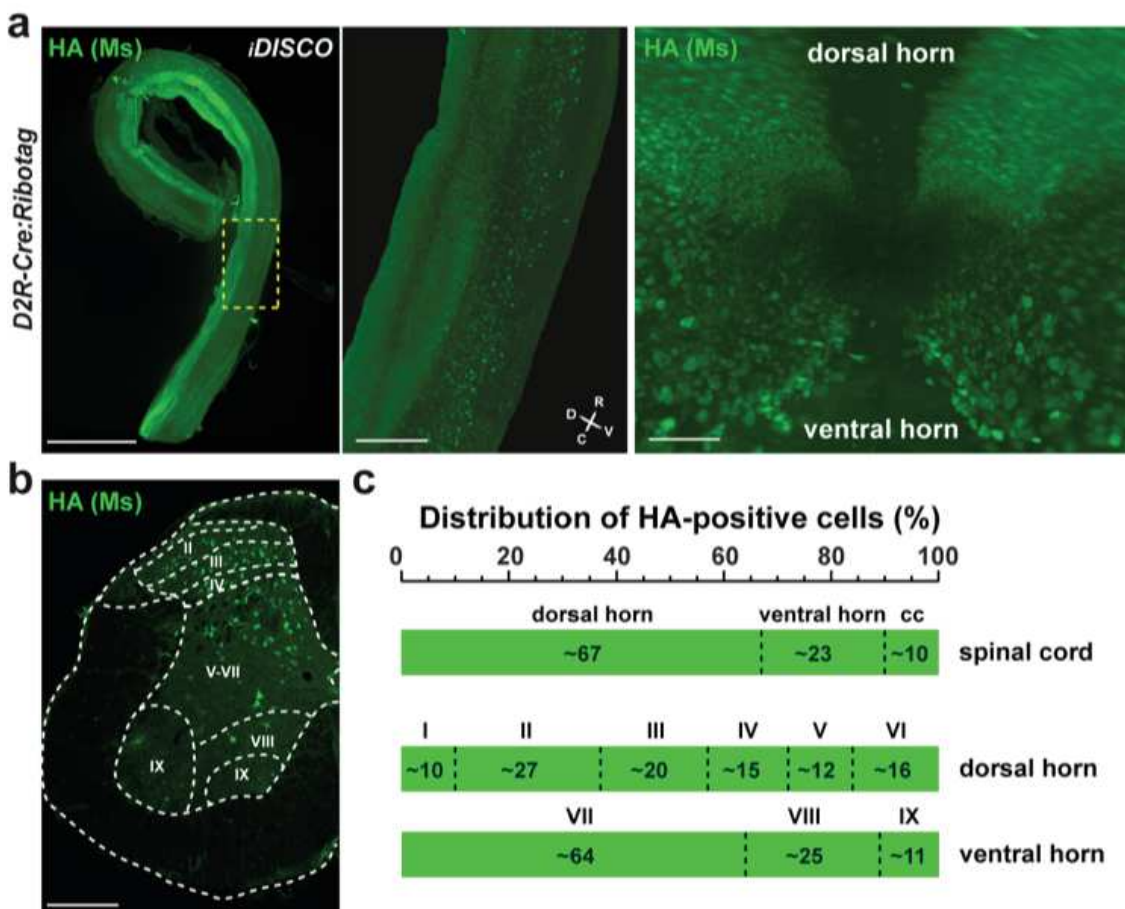 a
HA (Ms)
iDISCO
D2R-Cre:Ribotag
D
R
C
V
HA (Ms)
dorsal horn
ventral horn
b
HA (Ms)
II
III
IV
V-VII
VIII
IX
IX
c
Distribution of HA-positive cells (%)
0 20 40 60 80 100
dorsal horn ventral horn cc
~67 ~23 ~10 spinal cord
I II III IV V VI
~10 ~27 ~20 ~15 ~12 ~16 dorsal horn
VII VIII IX
~64 ~25 ~11 ventral horn